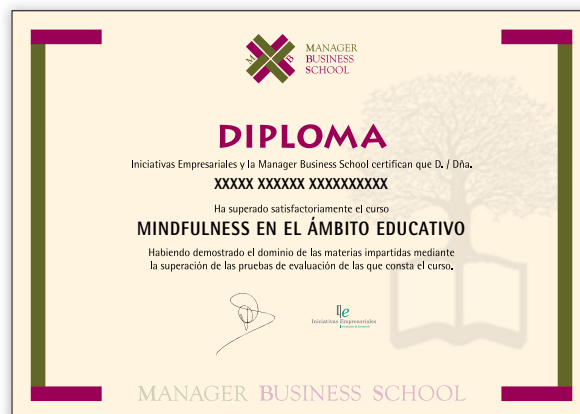 M B
MANAGER
BUSINESS
SCHOOL
DIPLOMA
Iniciativas Empresariales y la Manager Business School certifican que D. / Dña.
XXXXX XXXXXX XXXXXXXXXX
Ha superado satisfactoriamente el curso
MINDFULNESS EN EL ÁMBITO EDUCATIVO
Habiendo demostrado el dominio de las materias impartidas mediante
la superación de las pruebas de evaluación de las que consta el curso.
Iniciativas Empresariales
MANAGER BUSINESS SCHOOL